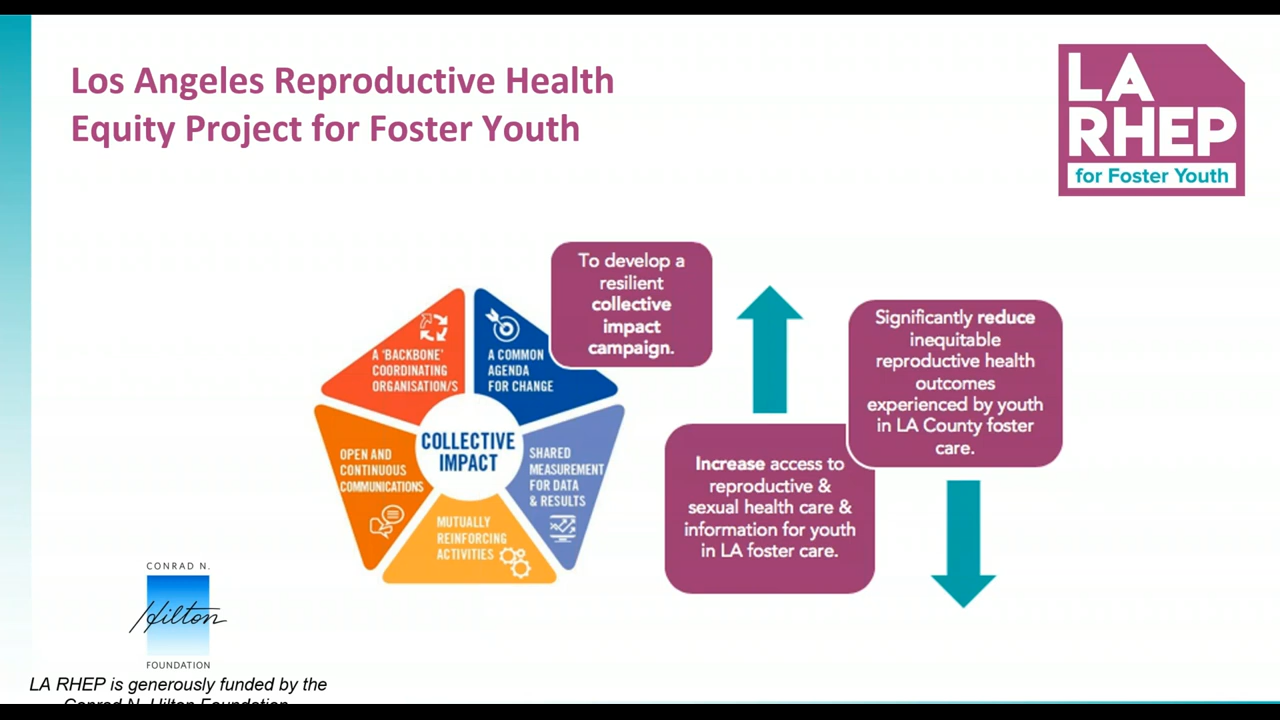 Los Angeles Reproductive Health
Equity Project for Foster Youth
LA
RHEP
for Foster Youth
To develop a
resilient
collective
impact
campaign.
A 'BACKBONE'
COORDINATING
ORGANISATION/S
A COMMON
AGENDA
FOR CHANGE
COLLECTIVE
IMPACT
OPEN AND
CONTINUOUS
COMMUNICATIONS
SHARED
MEASUREMENT
FOR DATA
& RESULTS
MUTUALLY
REINFORCING
ACTIVITIES
Increase access to
reproductive &
sexual health care &
information for youth
in LA foster care.
Significantly reduce
inequitable
reproductive health
outcomes
experienced by youth
in LA County foster
care.
CONRAD N.
Hilton
FOUNDATION
LA RHEP is generously funded by the
Conrad N. Hilton Foundation